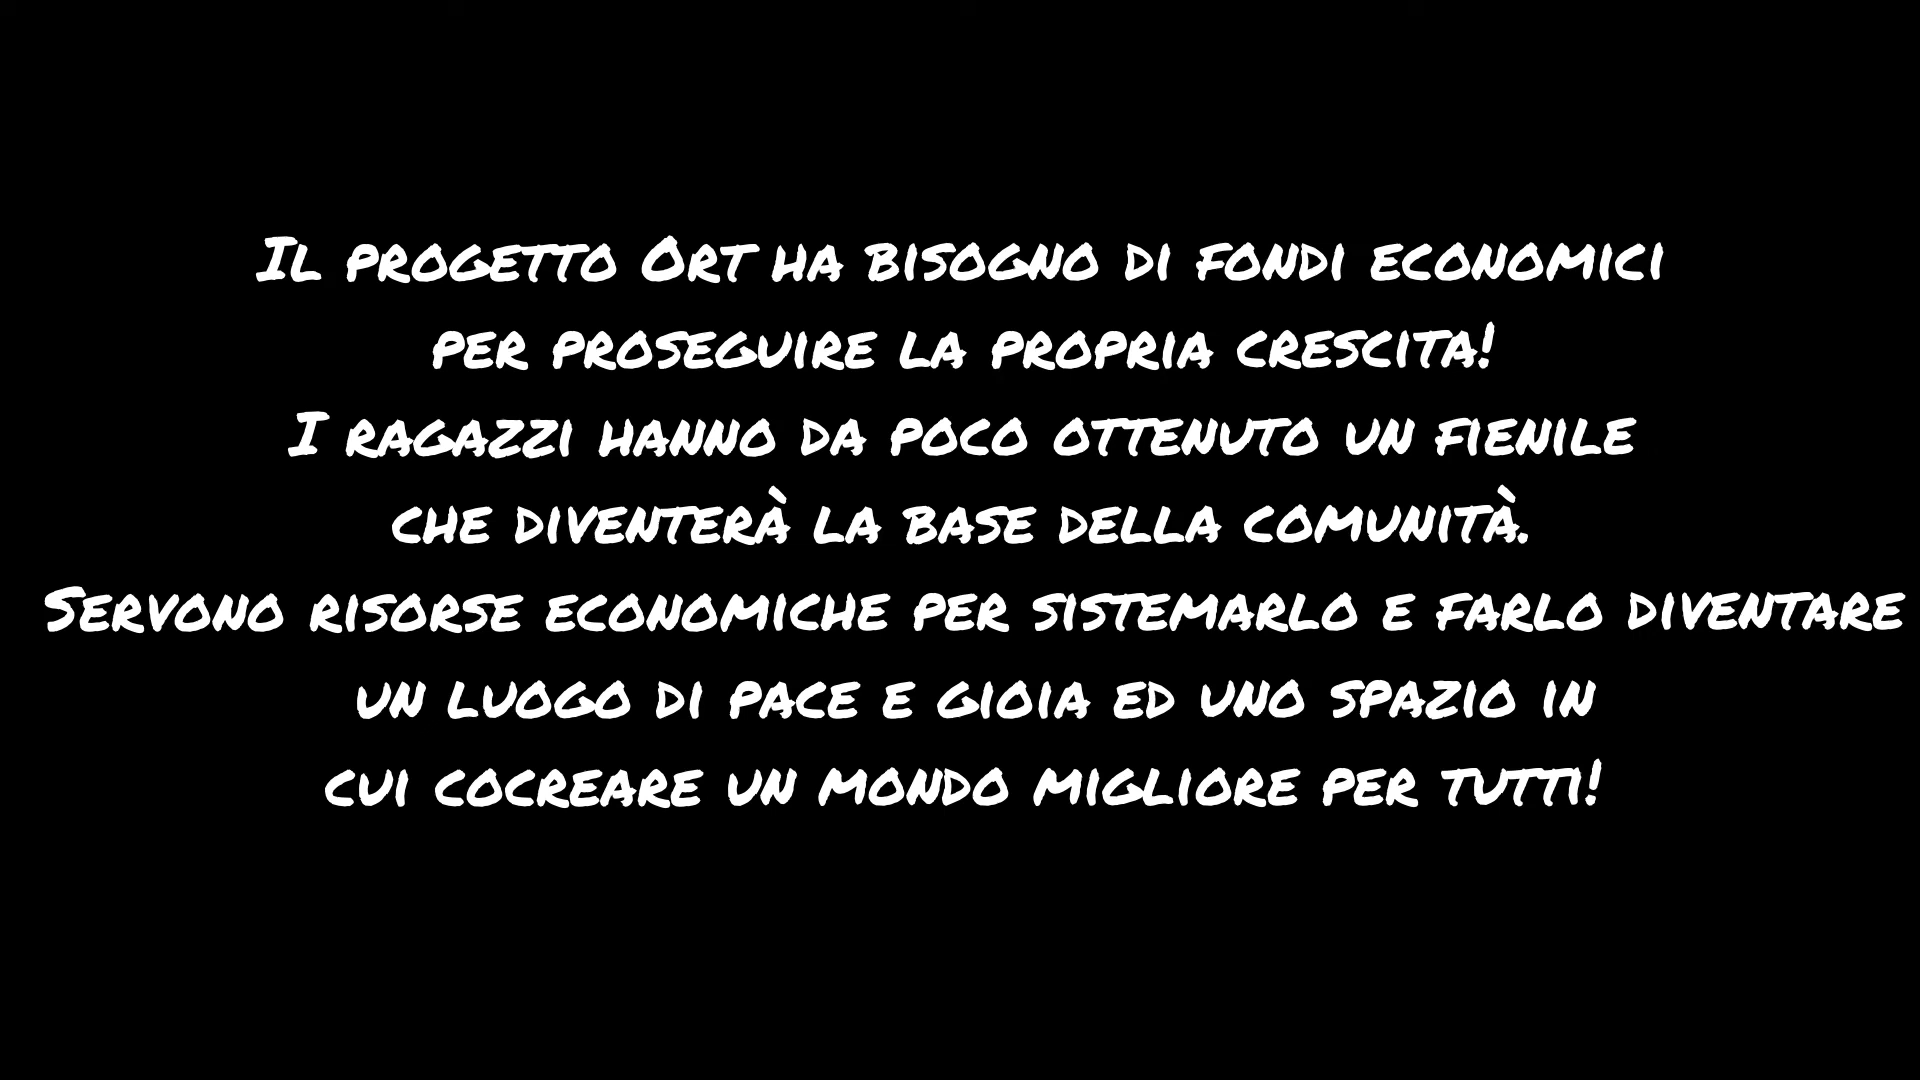 Il progetto Ort ha bisogno di fondi economici
per proseguire la propria crescita!
I ragazzi hanno da poco ottenuto un fienile
che diventerà la base della comunità.
Servono risorse economiche per sistemarlo e farlo diventare
un luogo di pace e gioia ed uno spazio in
cui cocreare un mondo migliore per tutti!